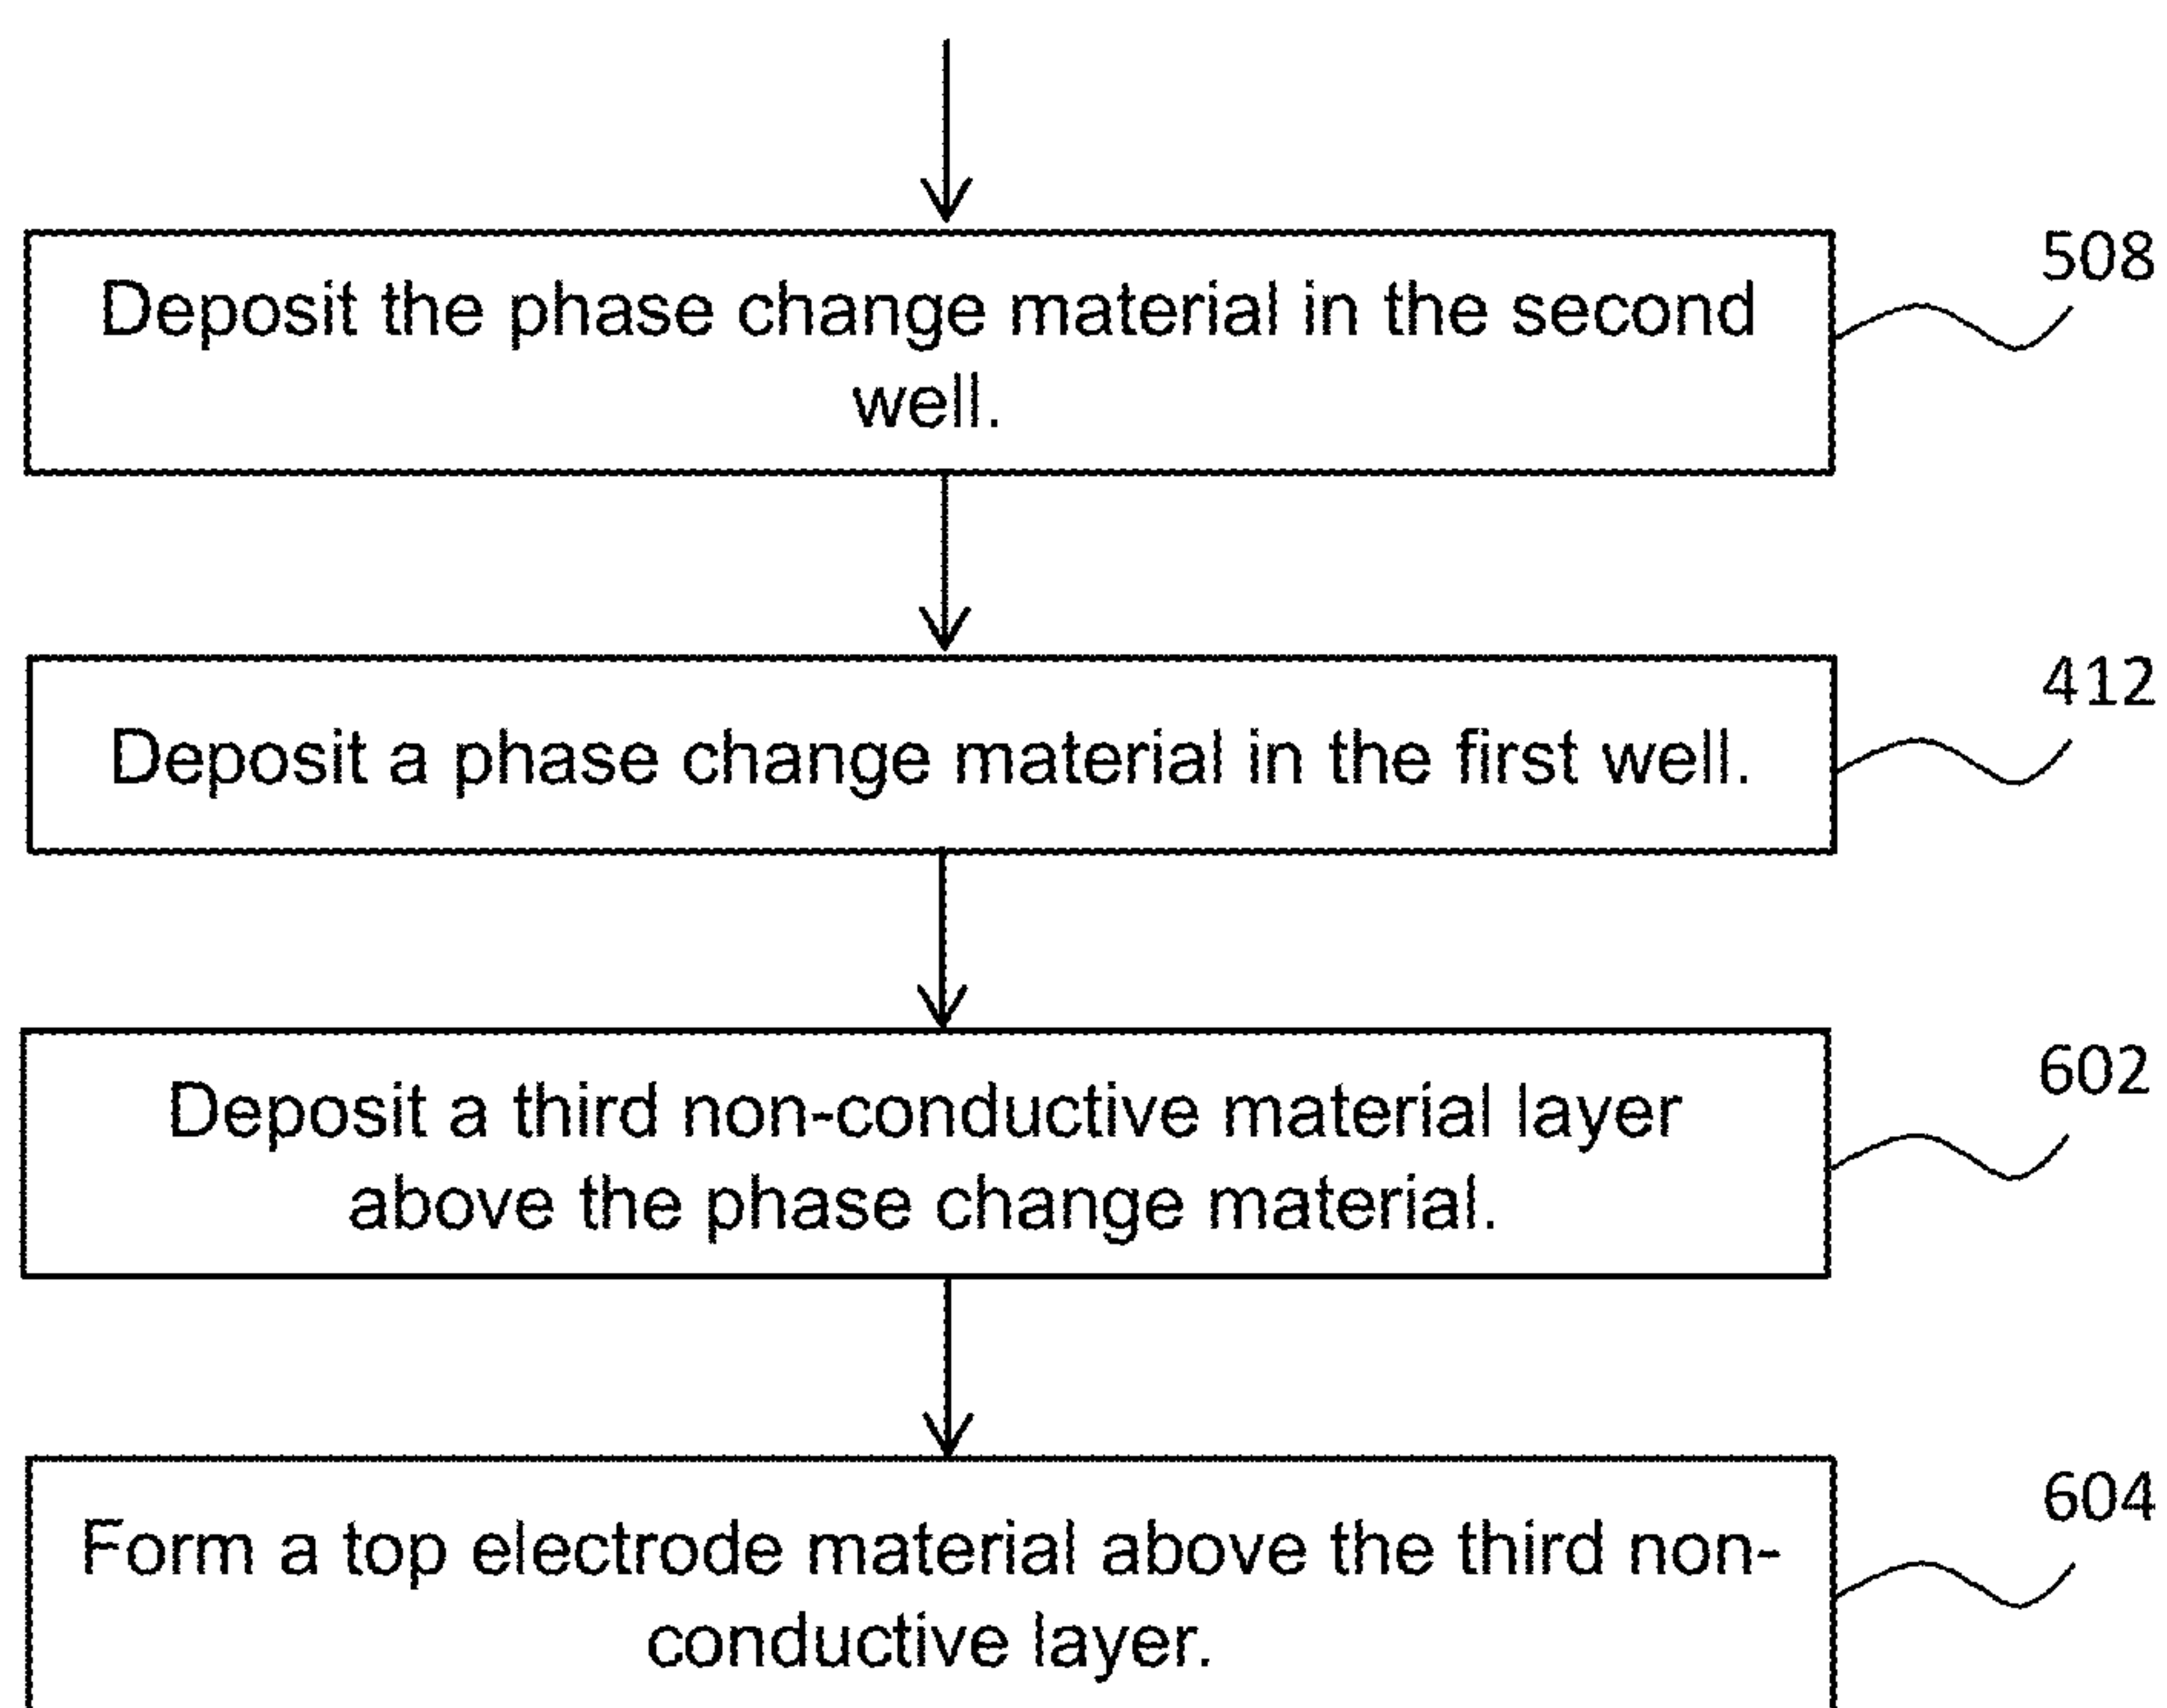 508
Deposit the phase change material in the second
well.
412
Deposit a phase change material in the first well.
602
Deposit a third non-conductive material layer
above the phase change material.
604
Form a top electrode material above the third non-
conductive layer.